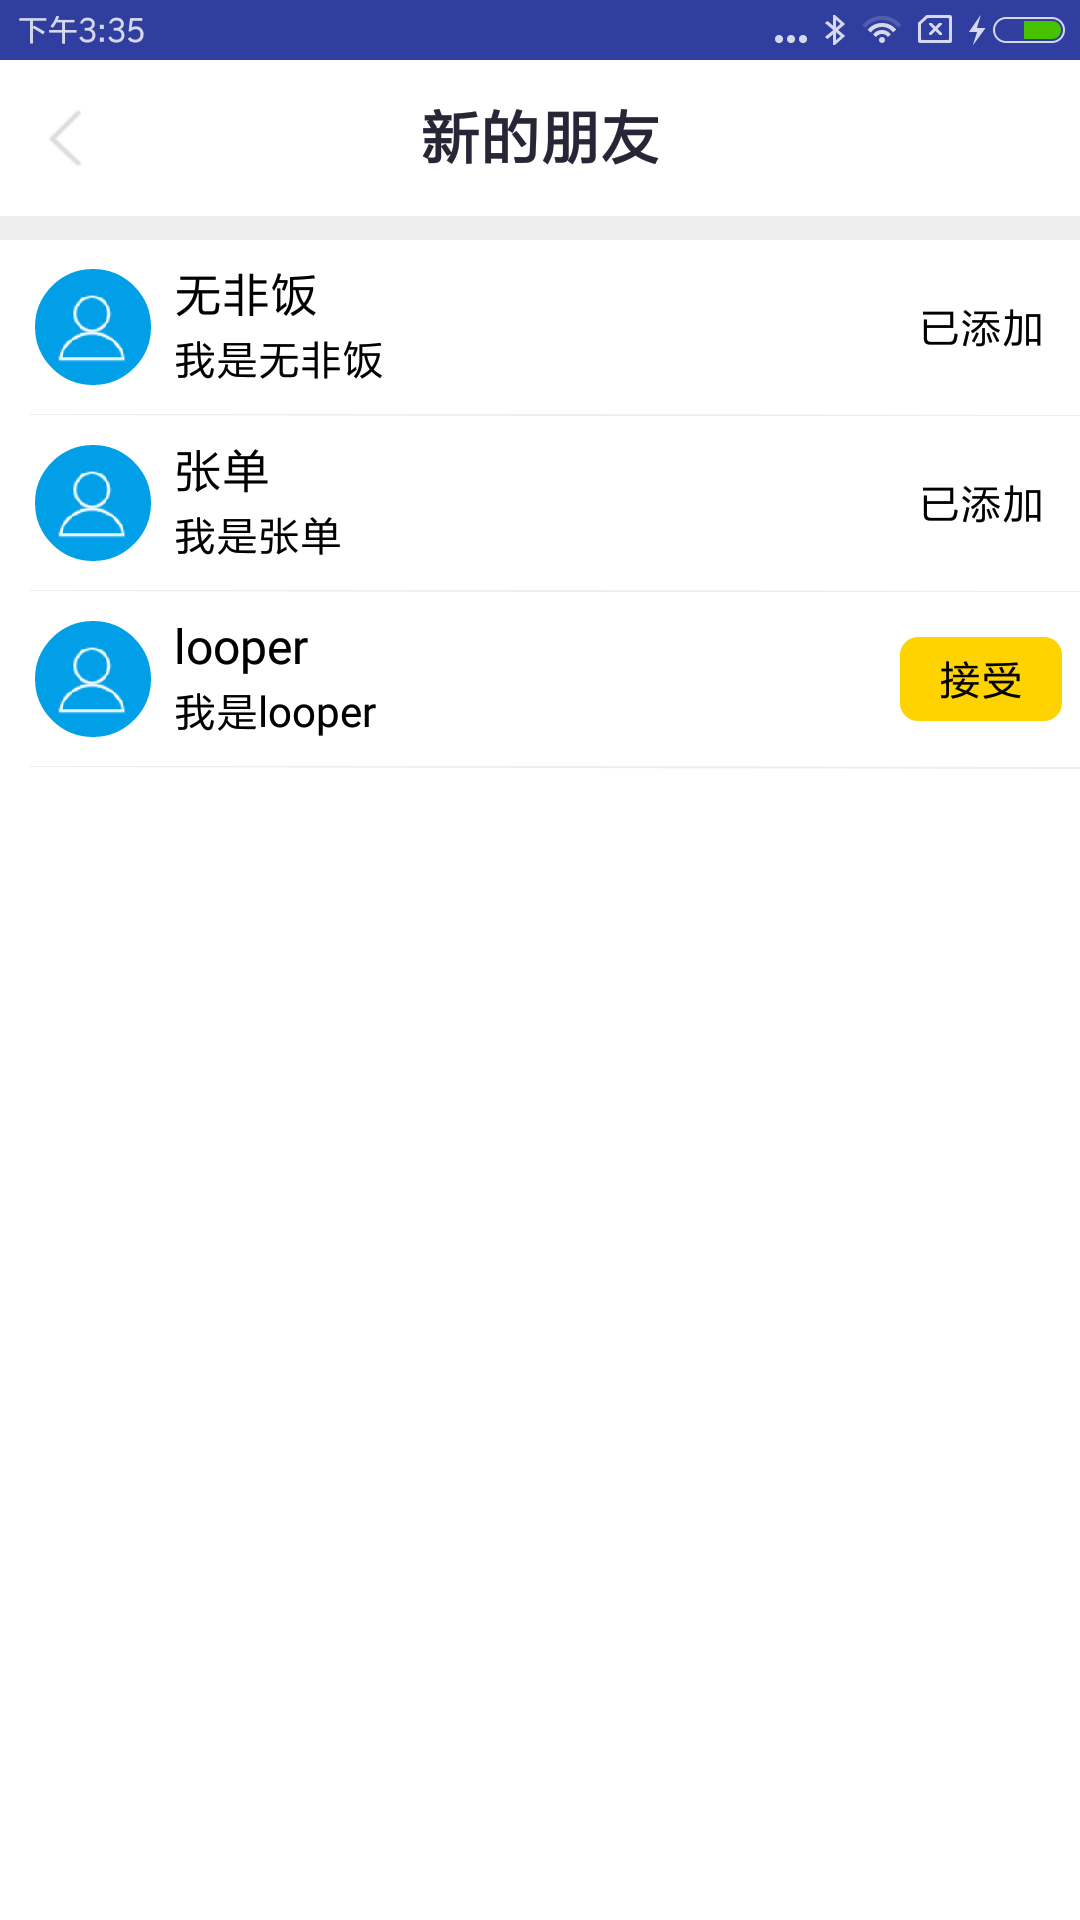 下午3:35
新的朋友
无非饭
我是无非饭
已添加
张单
我是张单
已添加
looper
我是looper
接受